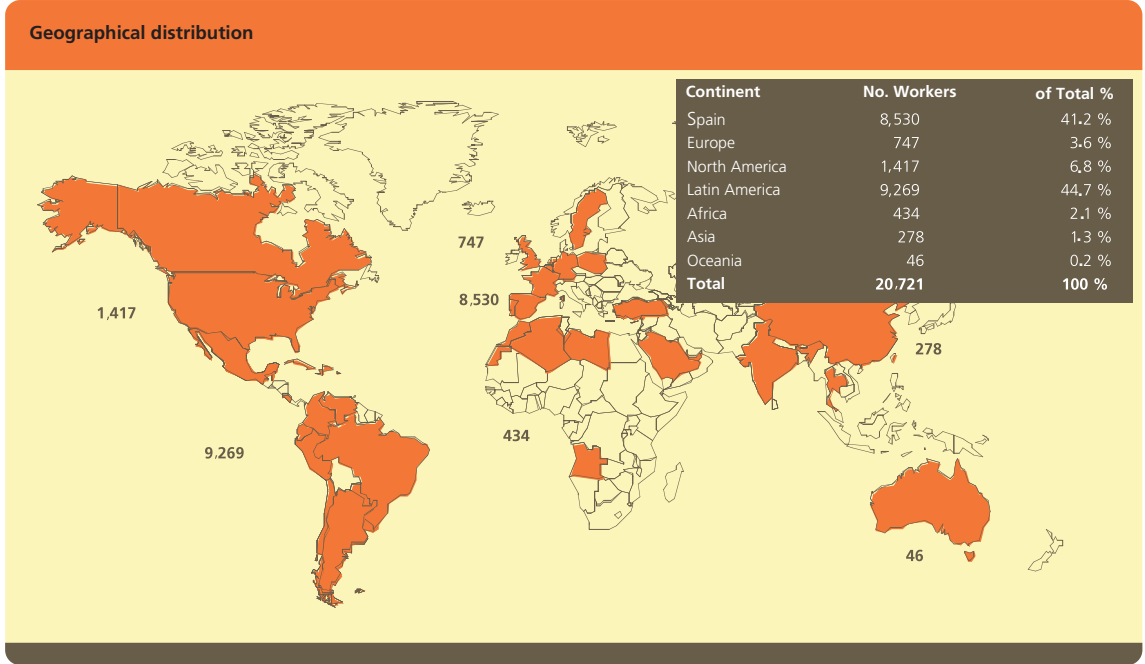 Geographical distribution
Continent No. Workers of Total %
Spain 8,530 41.2 %
Europe 747 3.6 %
North America 1,417 6.8 %
Latin America 9,269 44.7 %
Africa 434 2.1 %
Asia 278 1.3 %
Oceania 46 0.2 %
Total 20,721 100 %
747
8,530
1,417
278
434
9,269
46